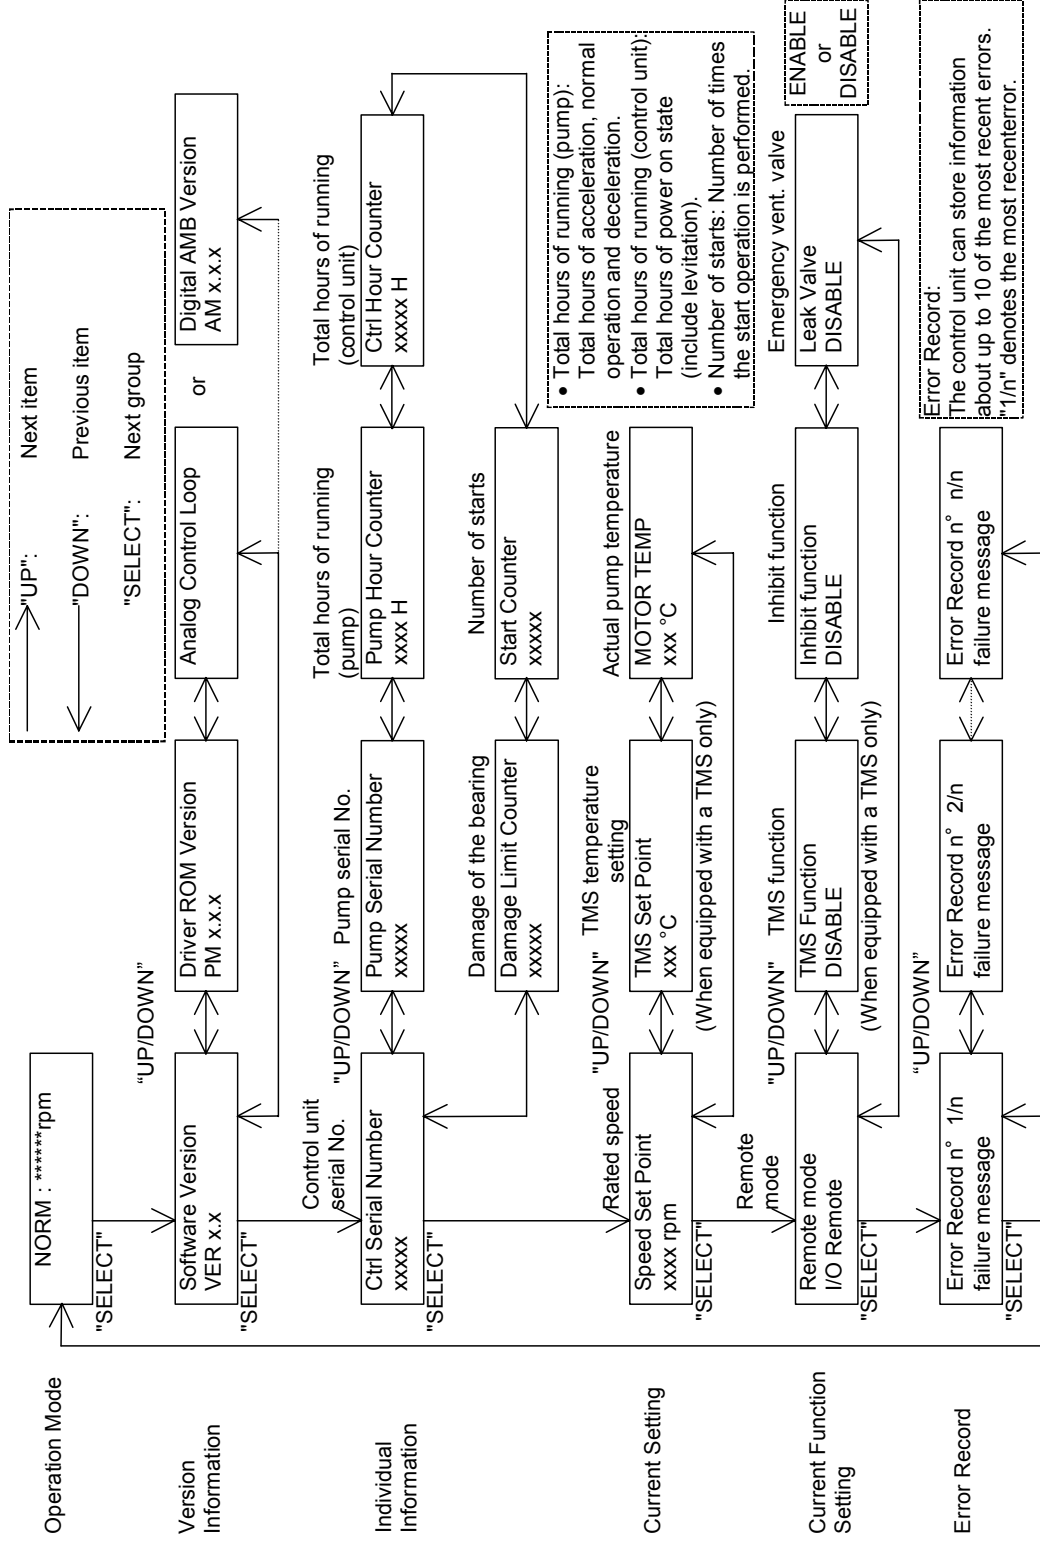 "UP":
Next item
"DOWN":
Previous item
"SELECT":
Next group
Operation Mode
NORM : ******rpm
"SELECT"
“UP/DOWN”
Version
Information
Software Version
VER x.x
Driver ROM Version
PM x.x.x
Analog Control Loop
or
Digital AMB Version
AM x.x.x
"SELECT"
Individual
Information
Control unit
serial No.
"UP/DOWN”
Pump serial No.
Total hours of running
(pump)
Total hours of running
(control unit)
Ctrl Serial Number
xxxxx
Pump Serial Number
xxxxx
Pump Hour Counter
xxxx H
Ctrl Hour Counter
xxxxx H
"SELECT"
Damage of the bearing
Number of starts
Damage Limit Counter
xxxxx
Start Counter
xxxxx
• Total hours of running (pump):
Total hours of acceleration, normal
operation and deceleration.
• Total hours of running (control unit):
Total hours of power on state
(include levitation).
• Number of starts: Number of times
the start operation is performed.
Current Setting
Rated speed
"UP/DOWN"
TMS temperature
setting
Actual pump temperature
Speed Set Point
xxxx rpm
TMS Set Point
xxx °C
MOTOR TEMP
xxx °C
"SELECT"
(When equipped with a TMS only)
Current Function
Setting
Remote
mode
"UP/DOWN"
TMS function
Inhibit function
Emergency vent. valve
Remote mode
I/O Remote
TMS Function
DISABLE
Inhibit function
DISABLE
Leak Valve
DISABLE
ENABLE
or
DISABLE
"SELECT"
(When equipped with a TMS only)
Error Record
“UP/DOWN”
Error Record n° 1/n
failure message
Error Record n° 2/n
failure message
Error Record n° n/n
failure message
"SELECT"
Error Record:
The control unit can store information
about up to 10 of the most recent errors.
"1/n" denotes the most recenterror.